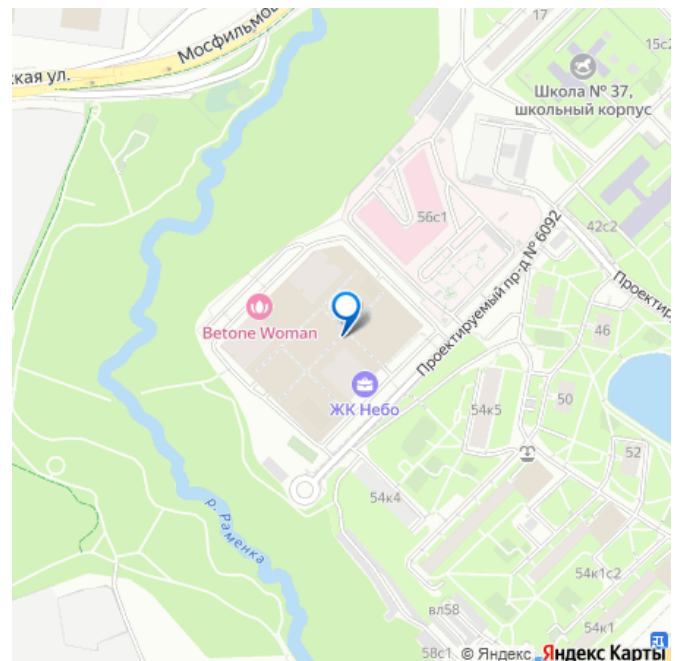 Мосфильмов
ская ул.
17
15с2
Школа № 37,
школьный корпус
56с1
42с2
Проектируемый пр-д № 6092
Проектиру
Betone Woman
46
ЖК Небо
54к5
50
52
54к4
р. Раменка
54к1с2
вл58
54к1
58с1
© Яндекс Яндекс Карты